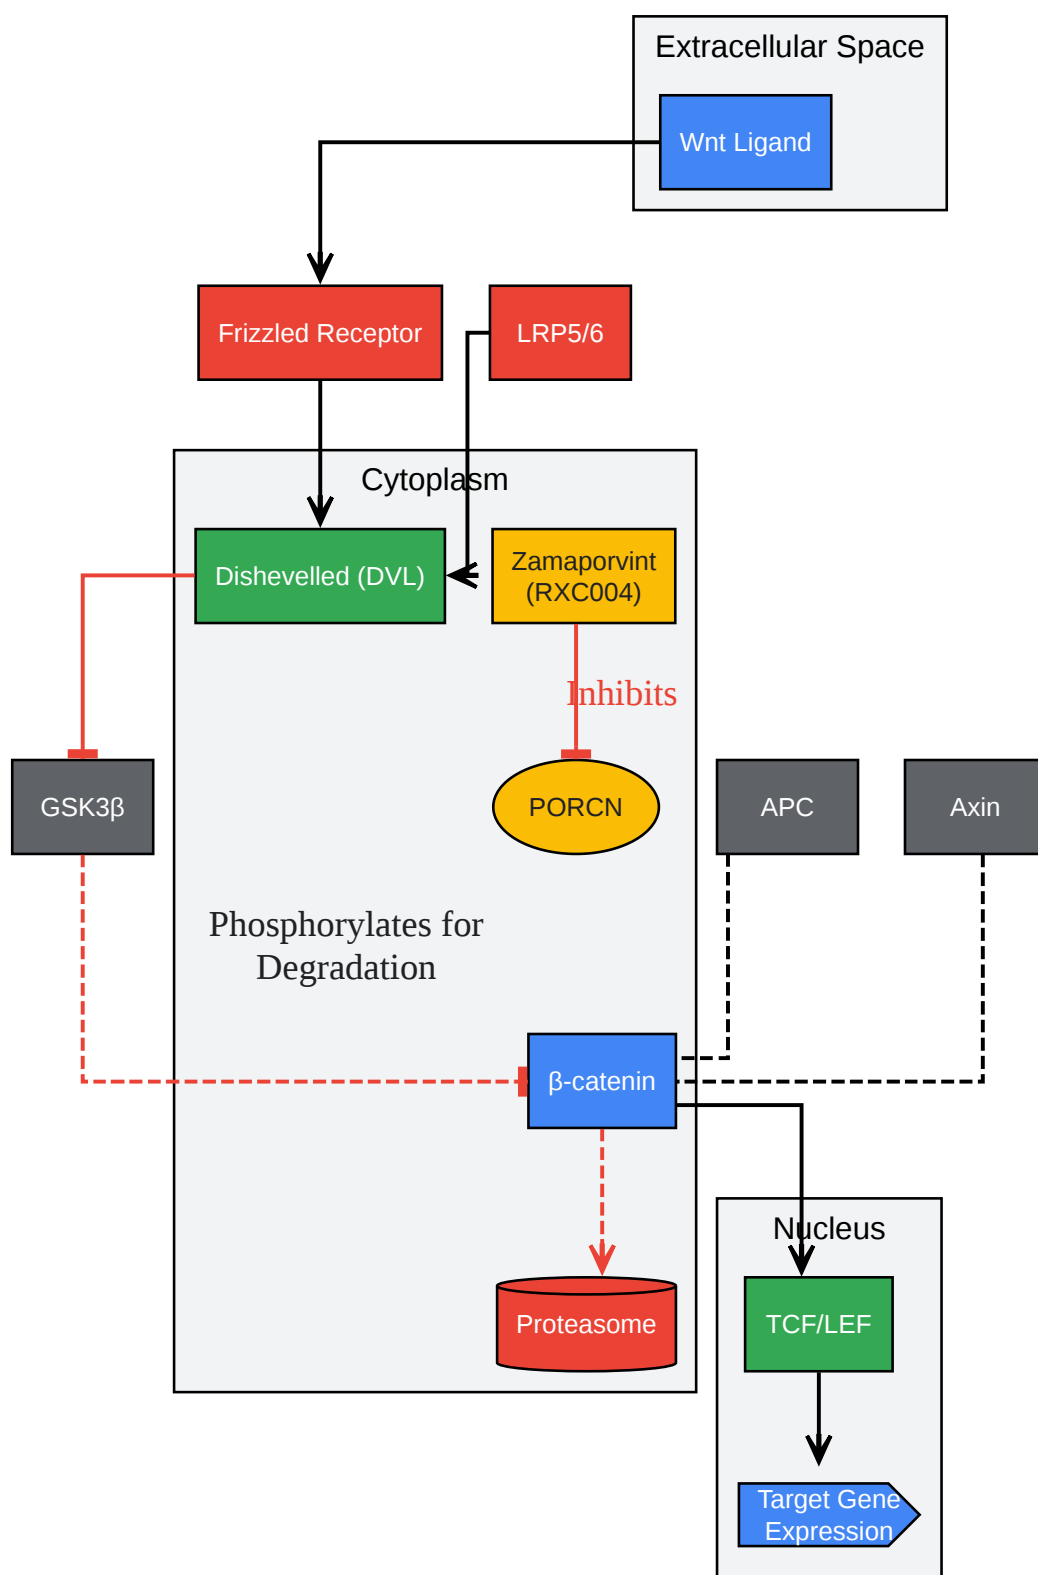 Extracellular Space
Wnt Ligand
Frizzled Receptor
LRP5/6
Cytoplasm
Dishevelled (DVL)
Zamaporvint
(RXC004)
Inhibits
GSK3β
PORCN
APC
Axin
Phosphorylates for
Degradation
β-catenin
Nucleus
Proteasome
TCF/LEF
Target Gene
Expression